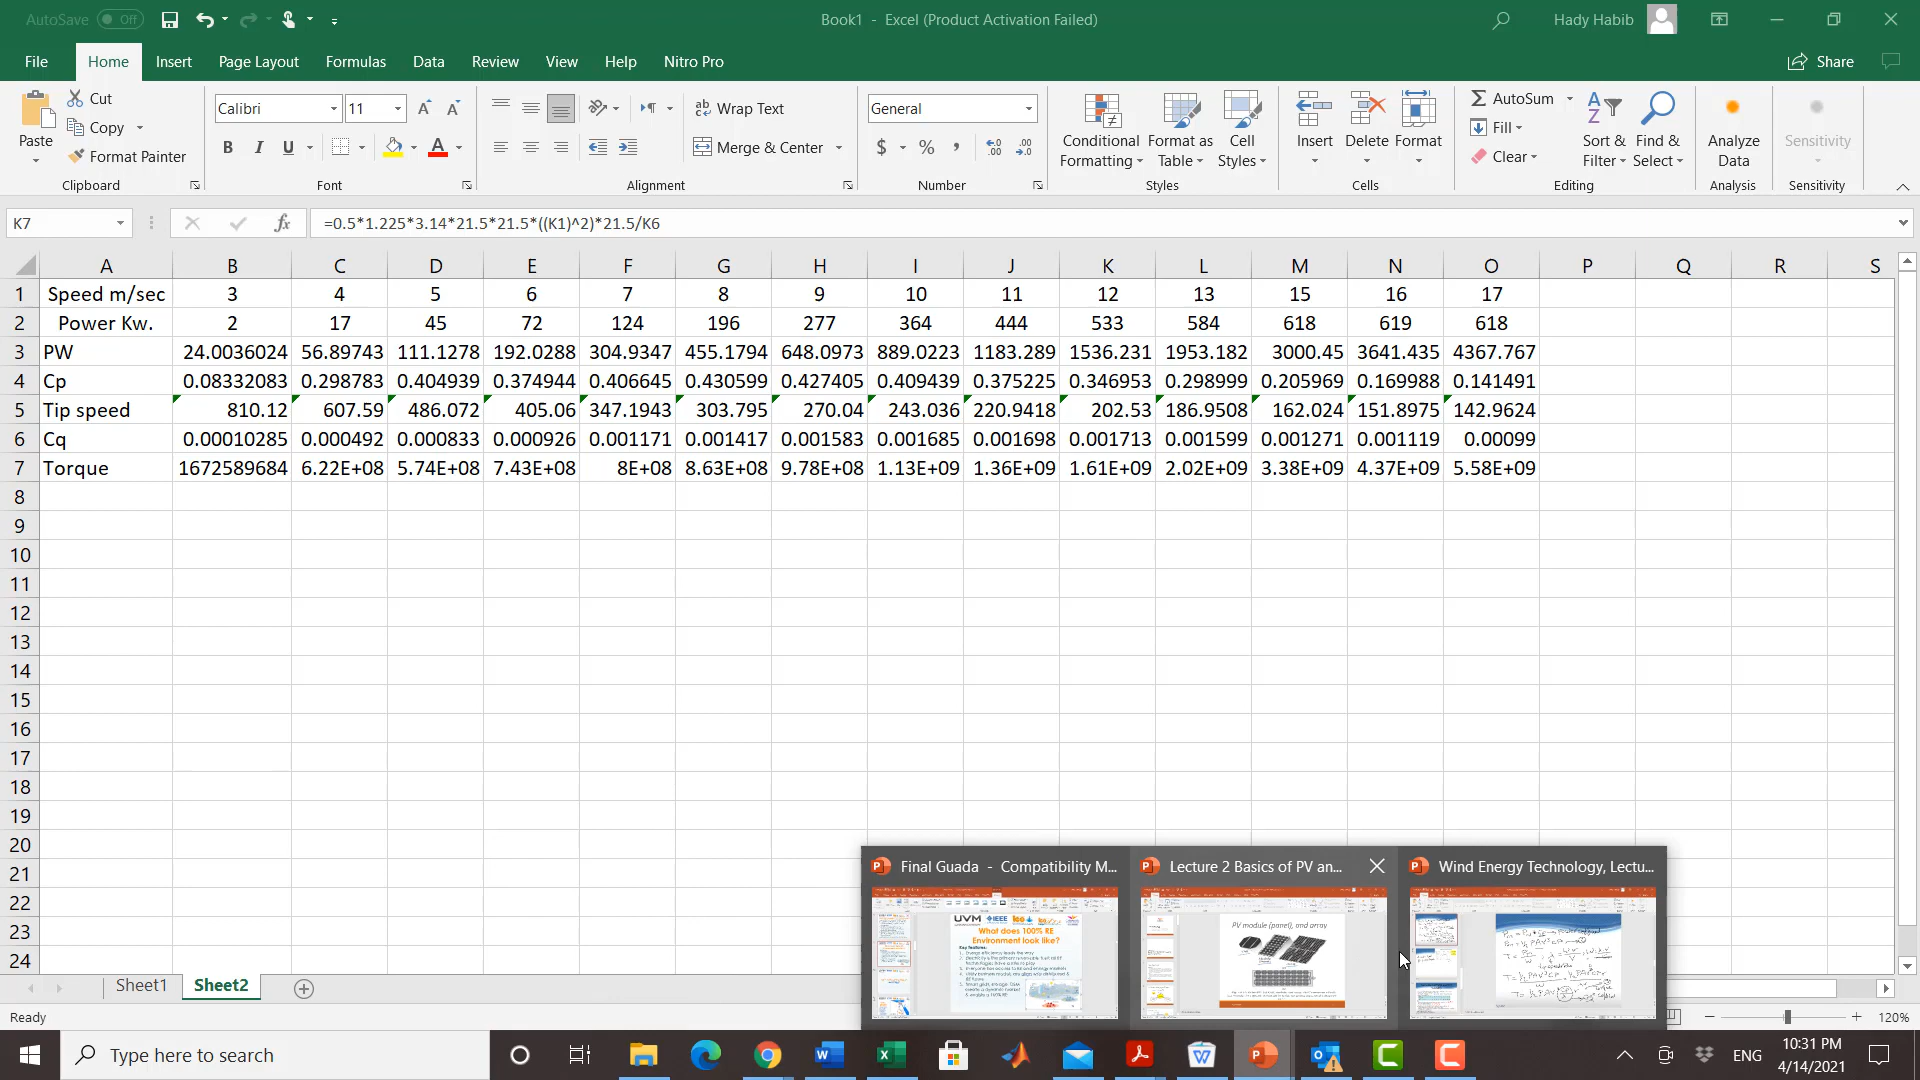 AutoSave Off Book1 - Excel (Product Activation Failed) Hady Habib
File Home Insert Page Layout Formulas Data Review View Help Nitro Pro Share
Paste Cut Copy Format Painter Clipboard
Calibri 11 B I U Font
Wrap Text Merge & Center Alignment
General $ % Number
Conditional Formatting Format as Table Cell Styles Styles
Insert Delete Format Cells
AutoSum Fill Clear Sort & Filter Find & Select Editing
Analyze Data Analysis
Sensitivity Sensitivity
K7 fx =0.5*1.225*3.14*21.5*21.5*((K1)^2)*21.5/K6
A B C D E F G H I J K L M N O P Q R S
1 Speed m/sec 3 4 5 6 7 8 9 10 11 12 13 15 16 17
2 Power Kw. 2 17 45 72 124 196 277 364 444 533 584 618 619 618
3 PW 24.0036024 56.89743 111.1278 192.0288 304.9347 455.1794 648.0973 889.0223 1183.289 1536.231 1953.182 3000.45 3641.435 4367.767
4 Cp 0.08332083 0.298783 0.404939 0.374944 0.406645 0.430599 0.427405 0.409439 0.375225 0.346953 0.298999 0.205969 0.169988 0.141491
5 Tip speed 810.12 607.59 486.072 405.06 347.1943 303.795 270.04 243.036 220.9418 202.53 186.9508 162.024 151.8975 142.9624
6 Cq 0.00010285 0.000492 0.000833 0.000926 0.001171 0.001417 0.001583 0.001685 0.001698 0.001713 0.001599 0.001271 0.001119 0.00099
7 Torque 1672589684 6.22E+08 5.74E+08 7.43E+08 8E+08 8.63E+08 9.78E+08 1.13E+09 1.36E+09 1.61E+09 2.02E+09 3.38E+09 4.37E+09 5.58E+09
8
9
10
11
12
13
14
15
16
17
18
19
20
21
22
23
24
Final Guada - Compatibility M...
Lecture 2 Basics of PV an...
Wind Energy Technology, Lectu...
UVM IEEE
What does 100% RE
Environment look like?
PV module (panel), and array
Sheet1 Sheet2
Ready 120%
Type here to search ENG 10:31 PM
4/14/2021